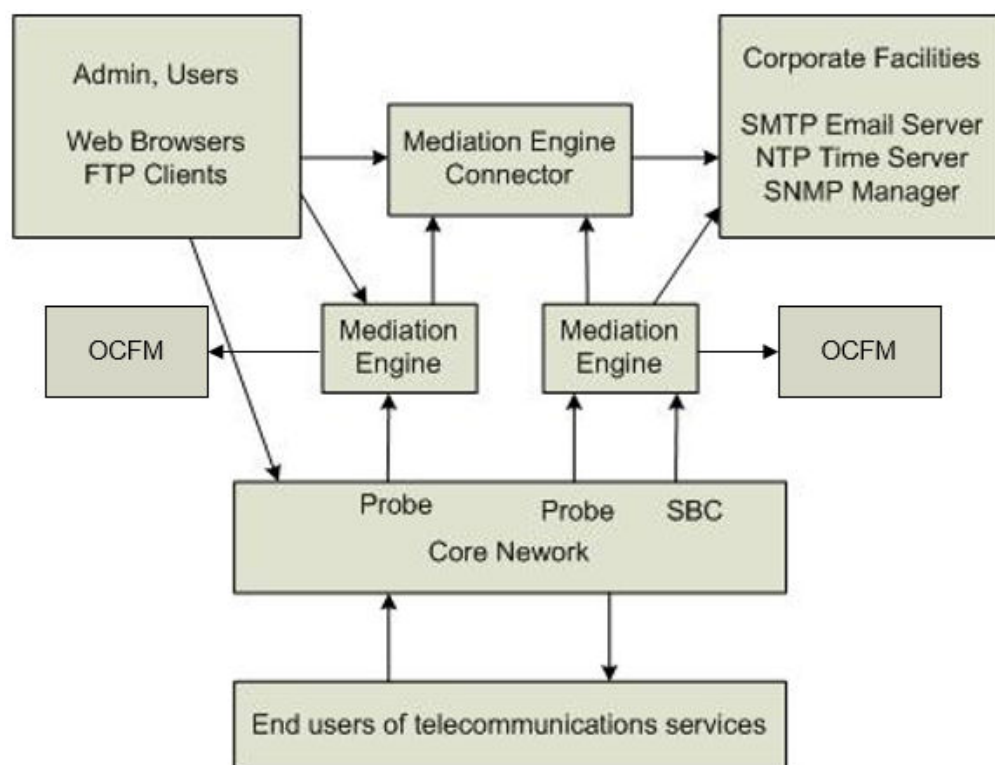 Admin, Users
Web Browsers
FTP Clients
Mediation Engine
Connector
Corporate Facilities
SMTP Email Server
NTP Time Server
SNMP Manager
OCFM
Mediation
Engine
Mediation
Engine
OCFM
Probe
Probe
SBC
Core Nework
End users of telecommunications services